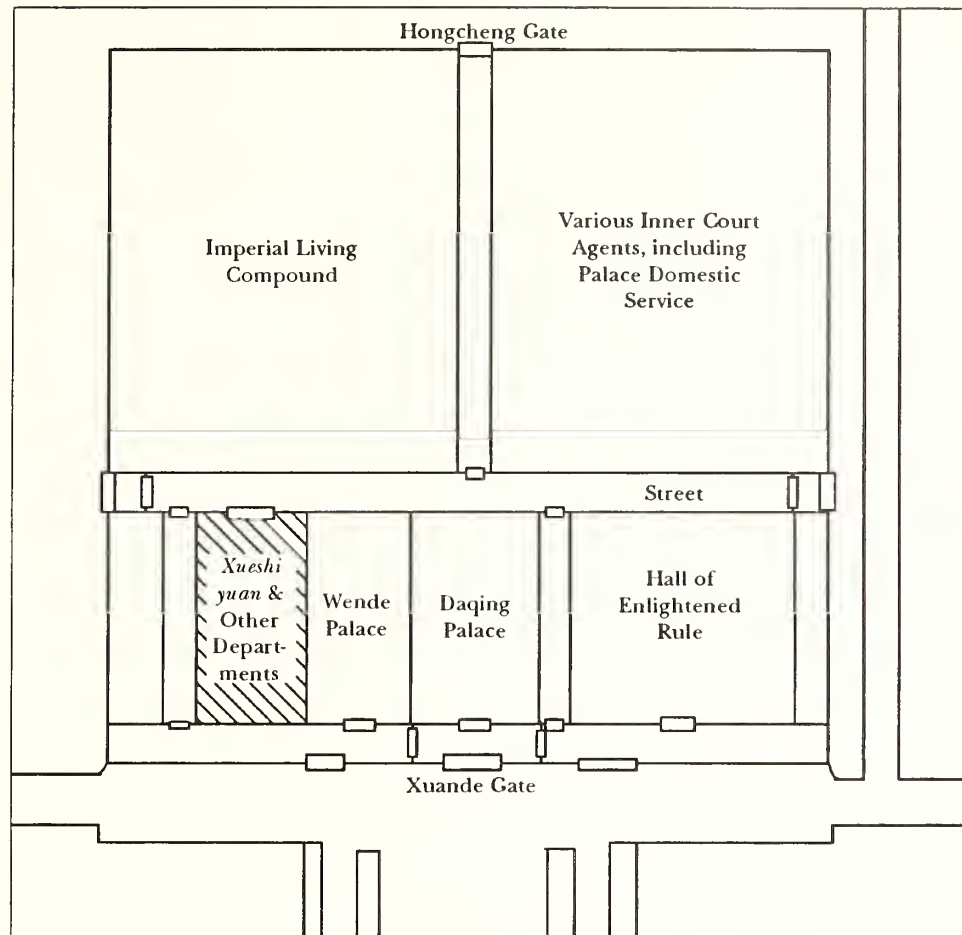 Hongcheng Gate
Imperial Living
Compound
Various Inner Court
Agents, including
Palace Domestic
Service
Street
Xueshi
yuan &
Other
Depart-
ments
Wende
Palace
Daqing
Palace
Hall of
Enlightened
Rule
Xuande Gate